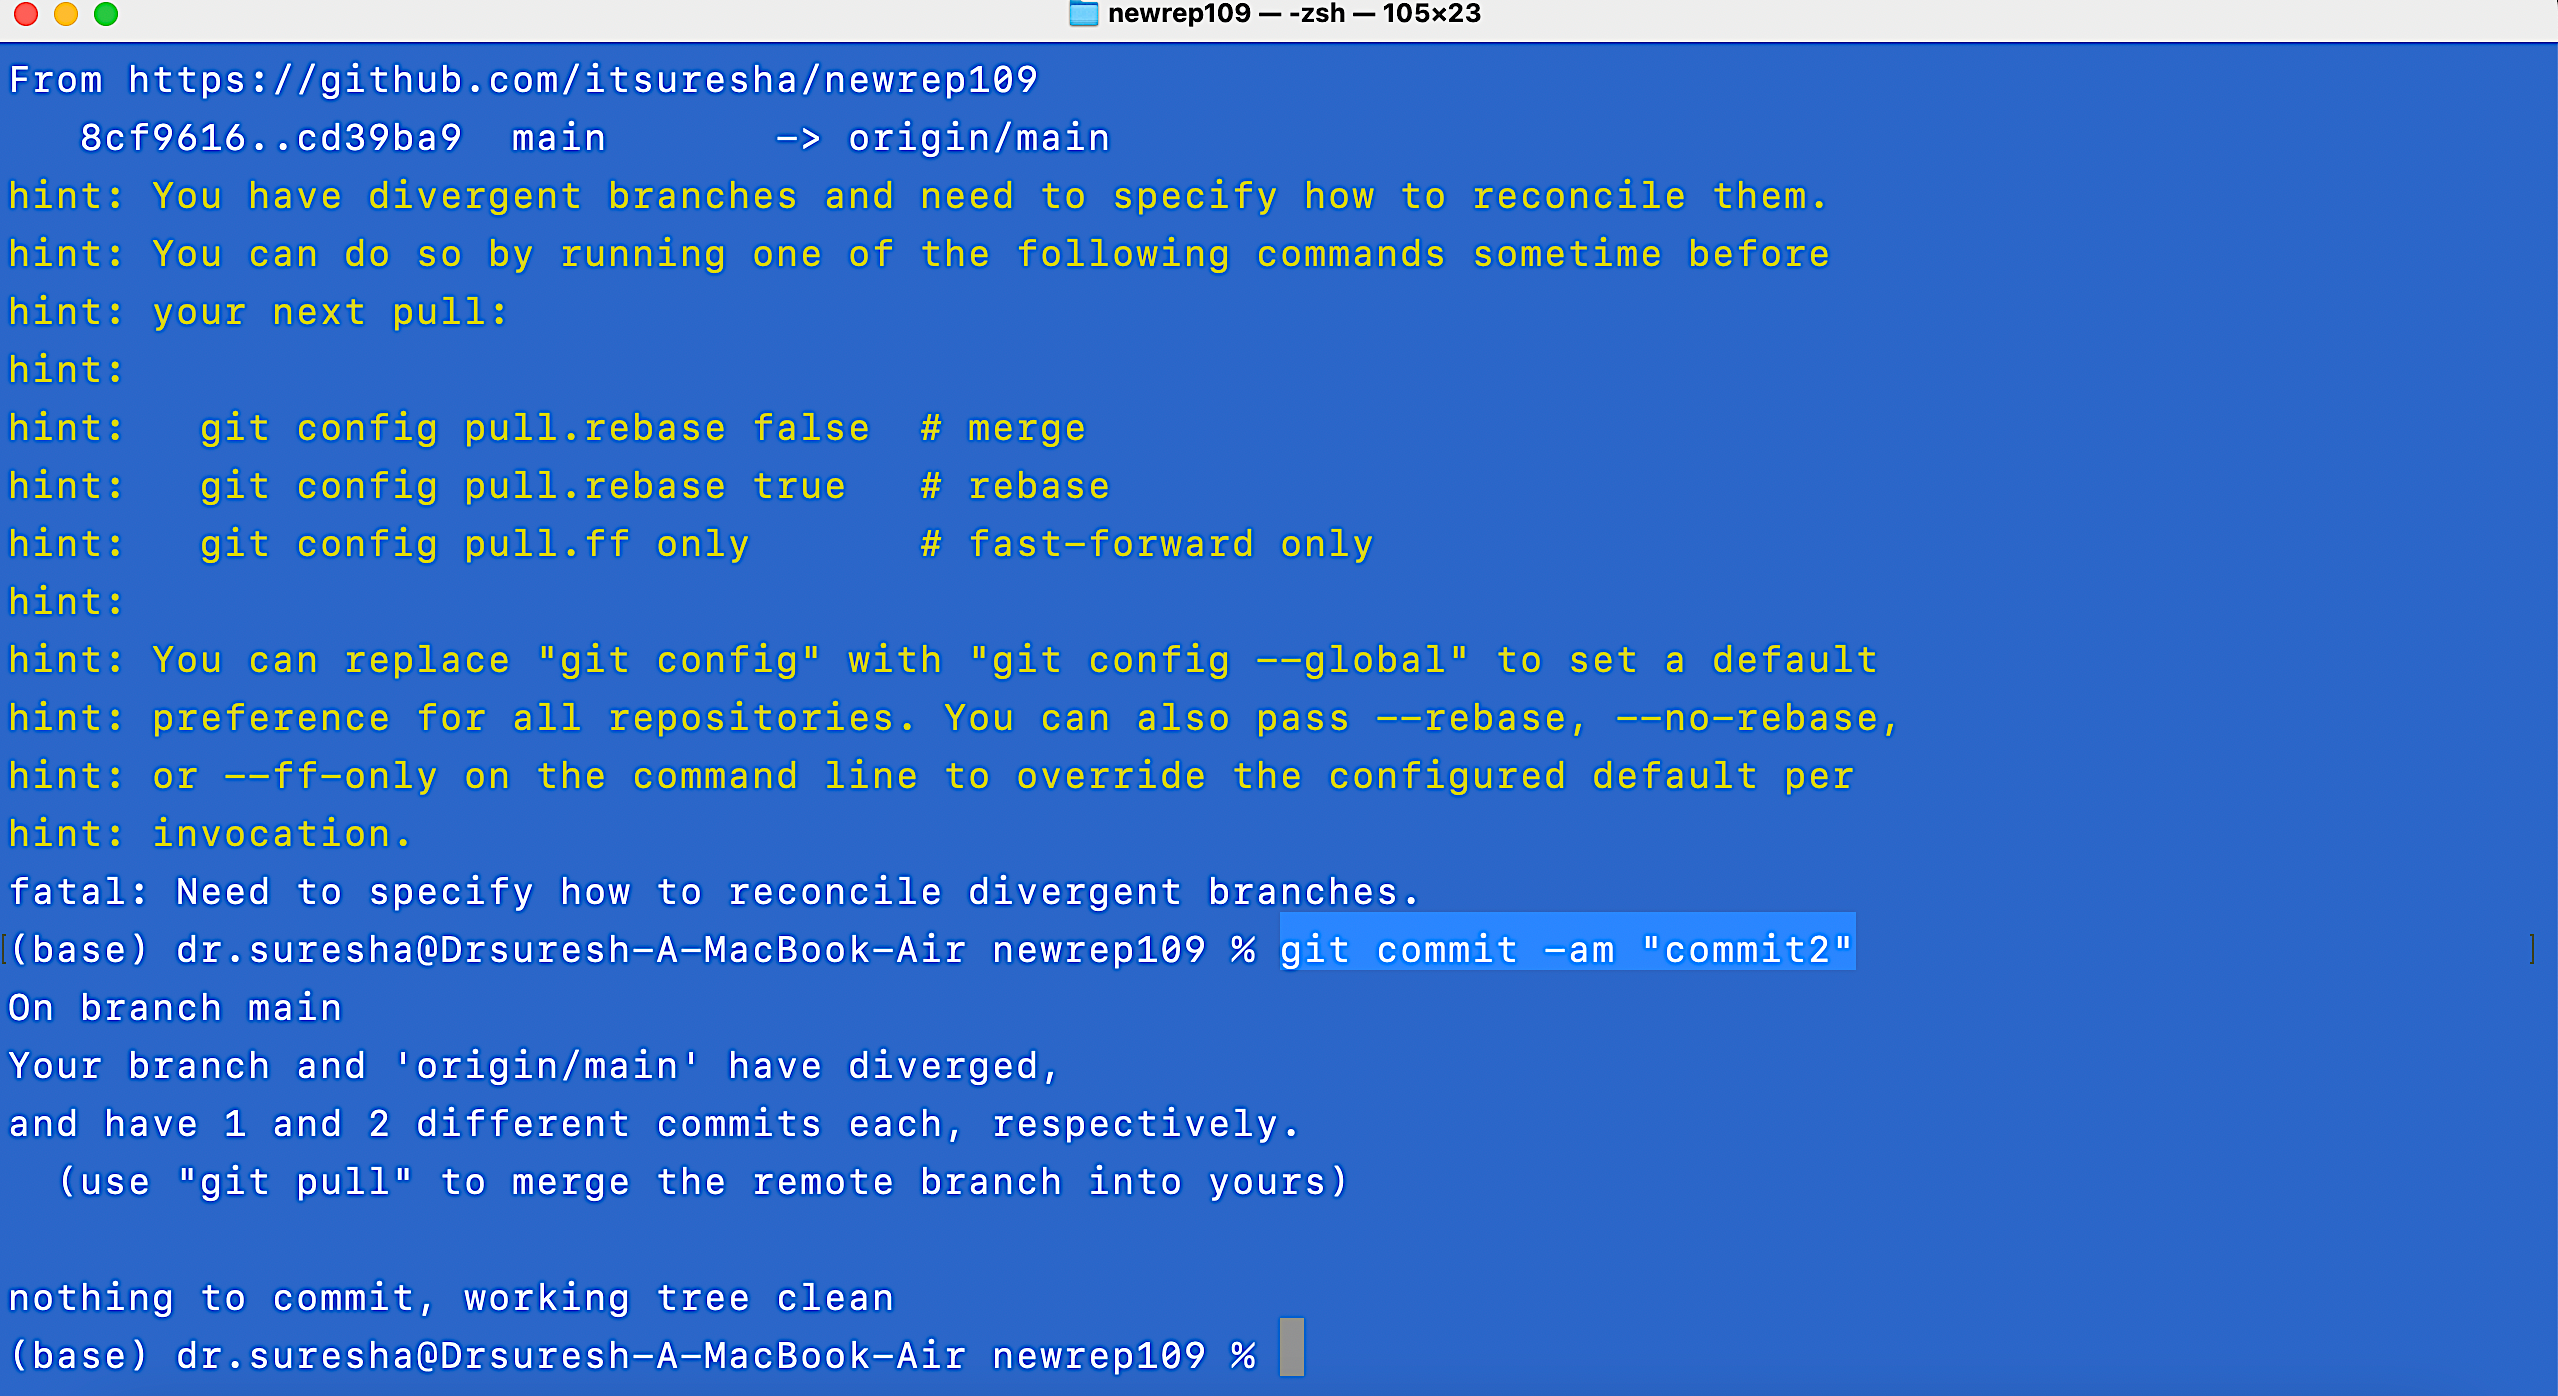 newrep109 — -zsh — 105×23
From https://github.com/itsuresha/newrep109
   8cf9616..cd39ba9  main       -> origin/main
hint: You have divergent branches and need to specify how to reconcile them.
hint: You can do so by running one of the following commands sometime before
hint: your next pull:
hint:
hint:   git config pull.rebase false  # merge
hint:   git config pull.rebase true   # rebase
hint:   git config pull.ff only       # fast-forward only
hint:
hint: You can replace "git config" with "git config --global" to set a default
hint: preference for all repositories. You can also pass --rebase, --no-rebase,
hint: or --ff-only on the command line to override the configured default per
hint: invocation.
fatal: Need to specify how to reconcile divergent branches.
[(base) dr.suresha@Drsuresh-A-MacBook-Air newrep109 % git commit -am "commit2" ]
On branch main
Your branch and 'origin/main' have diverged,
and have 1 and 2 different commits each, respectively.
  (use "git pull" to merge the remote branch into yours)
nothing to commit, working tree clean
(base) dr.suresha@Drsuresh-A-MacBook-Air newrep109 %